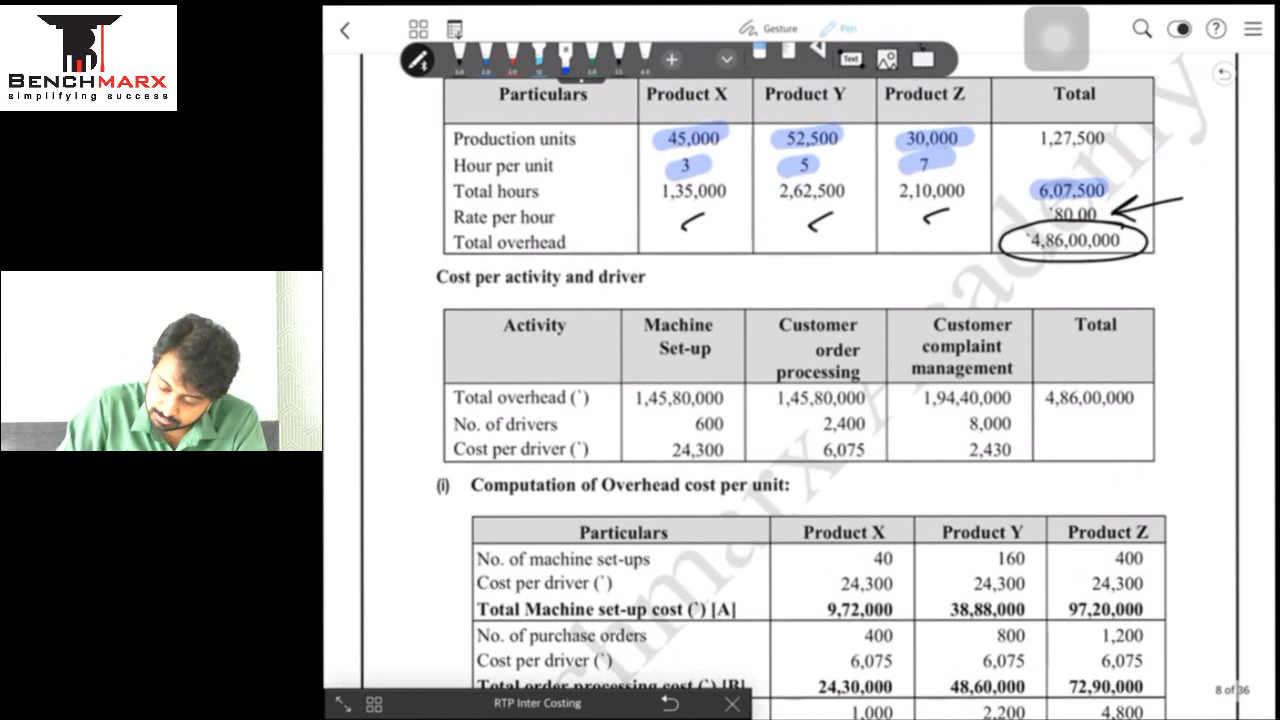 BENCHMARX
simplifying success
Gesture Pen
Text
Particulars Product X Product Y Product Z Total
Production units 45,000 52,500 30,000 1,27,500
Hour per unit 3 5 7
Total hours 1,35,000 2,62,500 2,10,000 6,07,500
Rate per hour `80.00
Total overhead `4,86,00,000
Cost per activity and driver
Activity Machine Set-up Customer order processing Customer complaint management Total
Total overhead (`) 1,45,80,000 1,45,80,000 1,94,40,000 4,86,00,000
No. of drivers 600 2,400 8,000
Cost per driver (`) 24,300 6,075 2,430
(i) Computation of Overhead cost per unit:
Particulars Product X Product Y Product Z
No. of machine set-ups 40 160 400
Cost per driver (`) 24,300 24,300 24,300
Total Machine set-up cost (`) [A] 9,72,000 38,88,000 97,20,000
No. of purchase orders 400 800 1,200
Cost per driver (`) 6,075 6,075 6,075
Total order processing cost (`) [B] 24,30,000 48,60,000 72,90,000
1,000 2,200 4,800
8 of 36
RTP Inter Costing